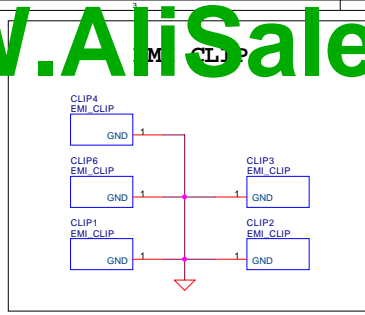 3
W.AliSale
EMI CLIP
CLIP4
EMI_CLIP
GND 1
CLIP6
EMI_CLIP
GND 1
CLIP3
EMI_CLIP
1 GND
CLIP1
EMI_CLIP
GND 1
CLIP2
EMI_CLIP
1 GND